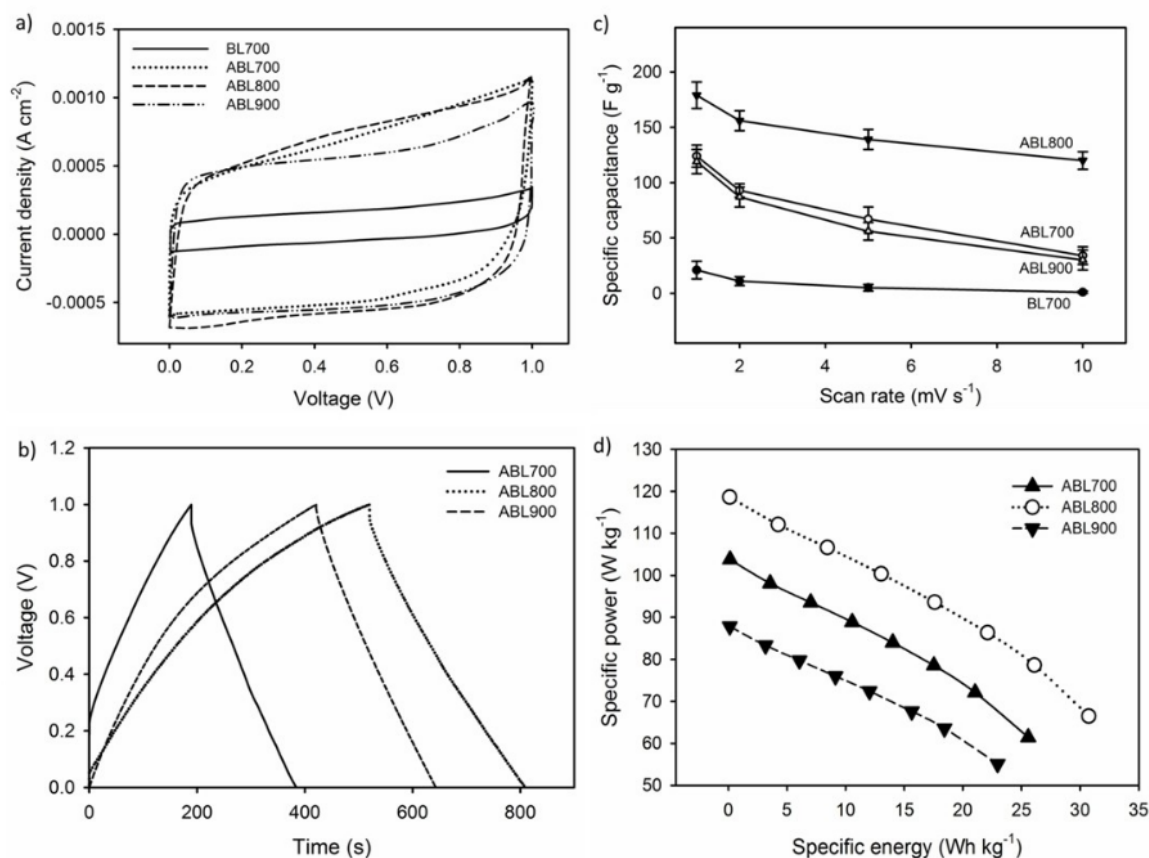 a)
Current density (A cm-2)
0.0015
0.0010
0.0005
0.0000
-0.0005
BL700
ABL700
ABL800
ABL900
0.0 0.2 0.4 0.6 0.8 1.0
Voltage (V)
c)
Specific capacitance (F g-1)
200
150
100
50
0
ABL800
ABL700
ABL900
BL700
2 4 6 8 10
Scan rate (mV s-1)
b)
Voltage (V)
1.2
1.0
0.8
0.6
0.4
0.2
0.0
ABL700
ABL800
ABL900
0 200 400 600 800
Time (s)
d)
Specific power (W kg-1)
130
120
110
100
90
80
70
60
50
ABL700
ABL800
ABL900
0 5 10 15 20 25 30 35
Specific energy (Wh kg-1)